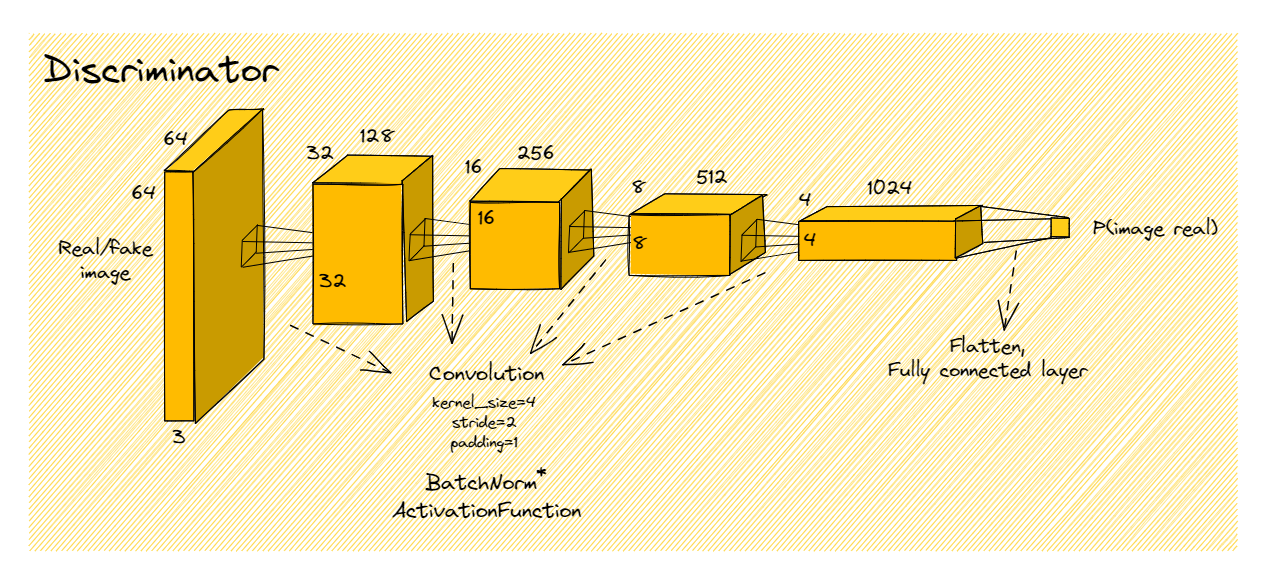 Discriminator
64
64
Real/fake
image
3
32
128
32
16
256
16
8
512
8
4
1024
4
P(image real)
Convolution
kernel_size=4
stride=2
padding=1
BatchNorm*
ActivationFunction
Flatten,
Fully connected layer